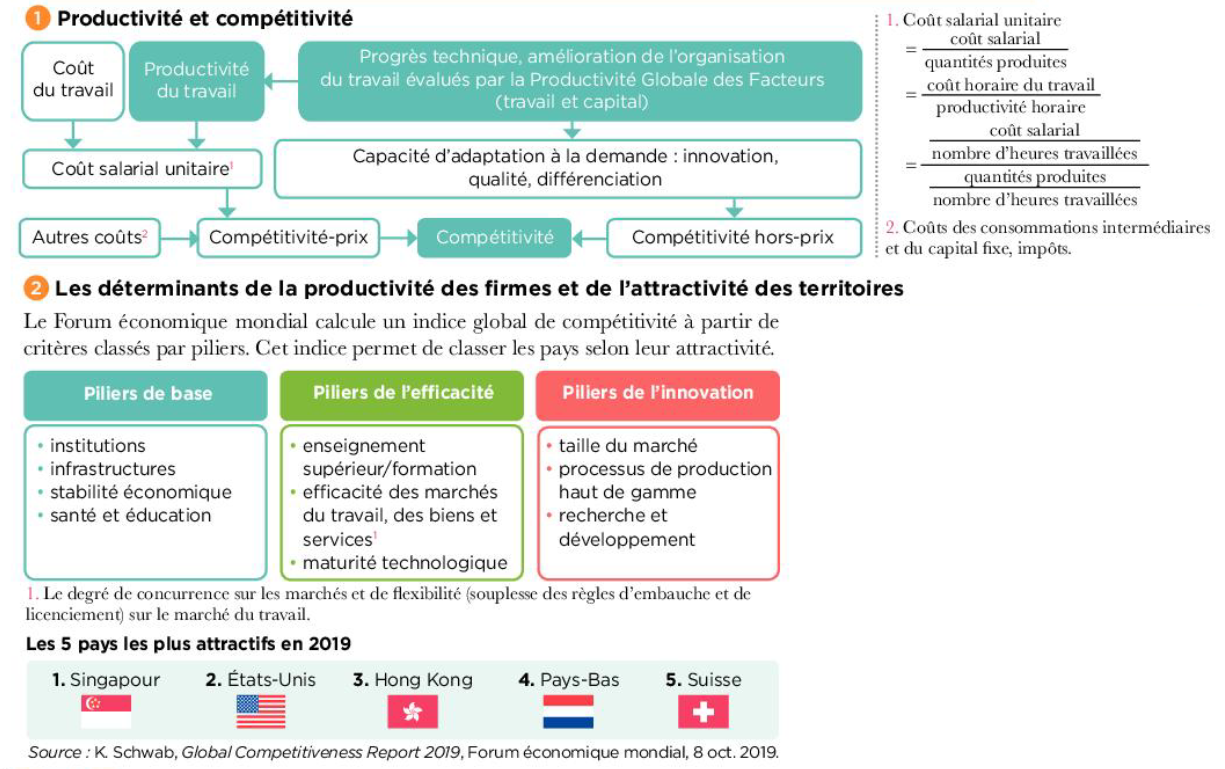 1 Productivité et compétitivité
Coût
du travail
Productivité
du travail
Progrès technique, amélioration de l'organisation
du travail évalués par la Productivité Globale des Facteurs
(travail et capital)
Coût salarial unitaire1
Capacité d'adaptation à la demande : innovation,
qualité, différenciation
Autres coûts2
Compétitivité-prix
Compétitivité
Compétitivité hors-prix
1. Coût salarial unitaire
= coût salarial
quantités produites
= coût horaire du travail
productivité horaire
coût salarial
nombre d'heures travaillées
=
quantités produites
nombre d'heures travaillées
2. Coûts des consommations intermédiaires
et du capital fixe, impôts.
2 Les déterminants de la productivité des firmes et de l'attractivité des territoires
Le Forum économique mondial calcule un indice global de compétitivité à partir de
critères classés par piliers. Cet indice permet de classer les pays selon leur attractivité.
Piliers de base
• institutions
• infrastructures
• stabilité économique
• santé et éducation
Piliers de l'efficacité
• enseignement
supérieur/formation
• efficacité des marchés
du travail, des biens et
services1
• maturité technologique
Piliers de l'innovation
• taille du marché
• processus de production
haut de gamme
• recherche et
développement
1. Le degré de concurrence sur les marchés et de flexibilité (souplesse des règles d'embauche et de
licenciement) sur le marché du travail.
Les 5 pays les plus attractifs en 2019
1. Singapour 2. États-Unis 3. Hong Kong 4. Pays-Bas 5. Suisse
Source : K. Schwab, Global Competitiveness Report 2019, Forum économique mondial, 8 oct. 2019.